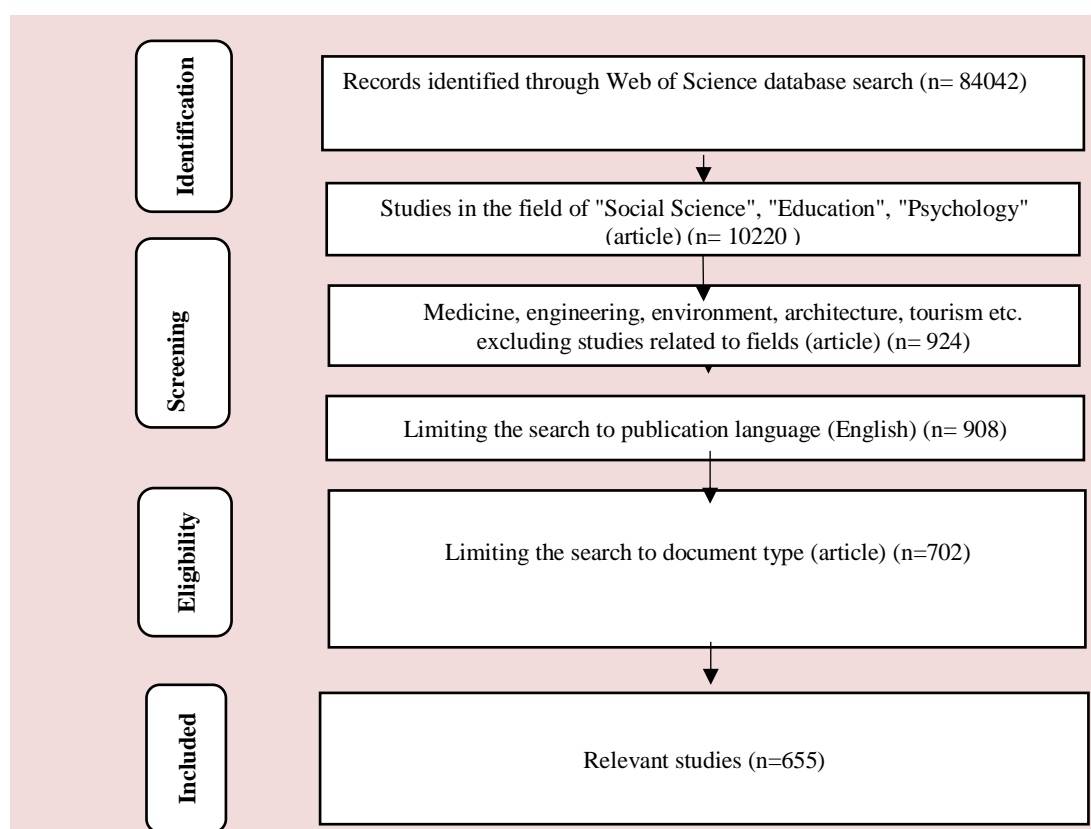 Identification
Records identified through Web of Science database search (n= 84042)
Studies in the field of "Social Science", "Education", "Psychology"
(article) (n= 10220 )
Screening
Medicine, engineering, environment, architecture, tourism etc.
excluding studies related to fields (article) (n= 924)
Limiting the search to publication language (English) (n= 908)
Eligibility
Limiting the search to document type (article) (n=702)
Included
Relevant studies (n=655)